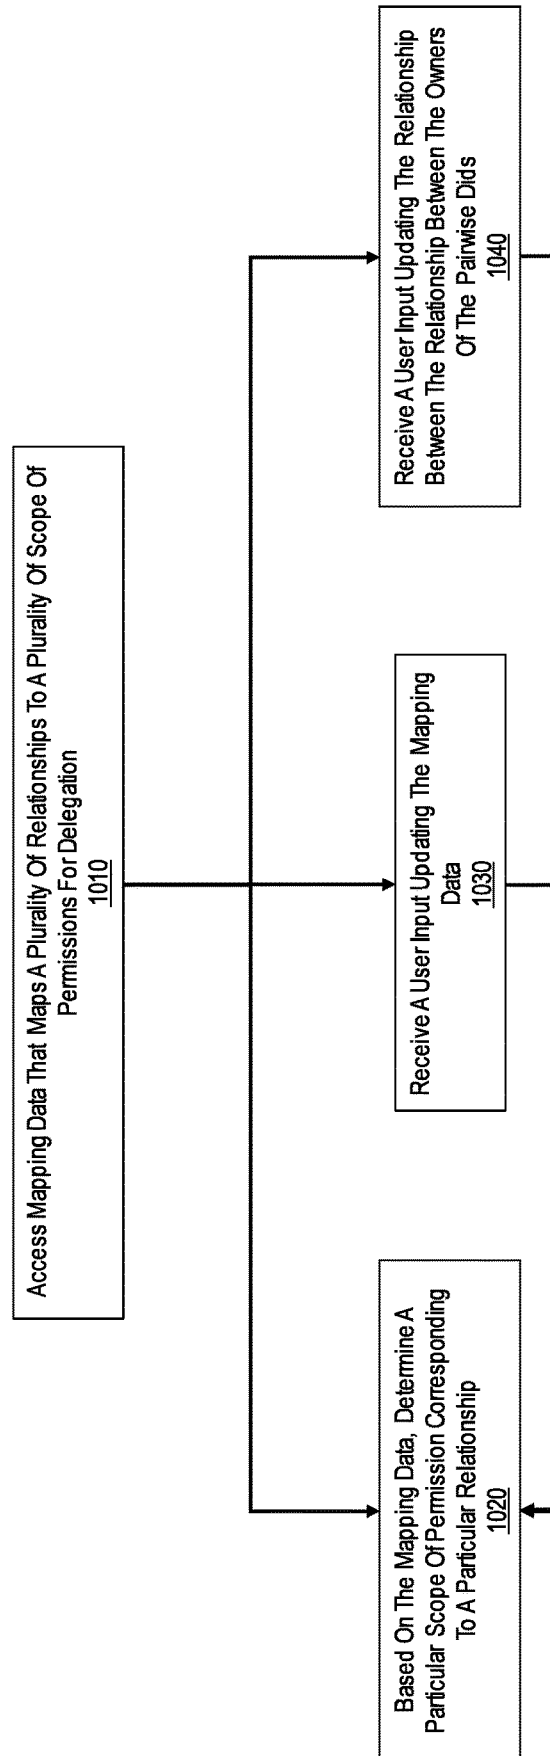 Access Mapping Data That Maps A Plurality Of Relationships To A Plurality Of Scope Of
Permissions For Delegation
1010
Based On The Mapping Data, Determine A
Particular Scope Of Permission Corresponding
To A Particular Relationship
1020
Receive A User Input Updating The Mapping
Data
1030
Receive A User Input Updating The Relationship
Between The Relationship Between The Owners
Of The Pairwise Dids
1040